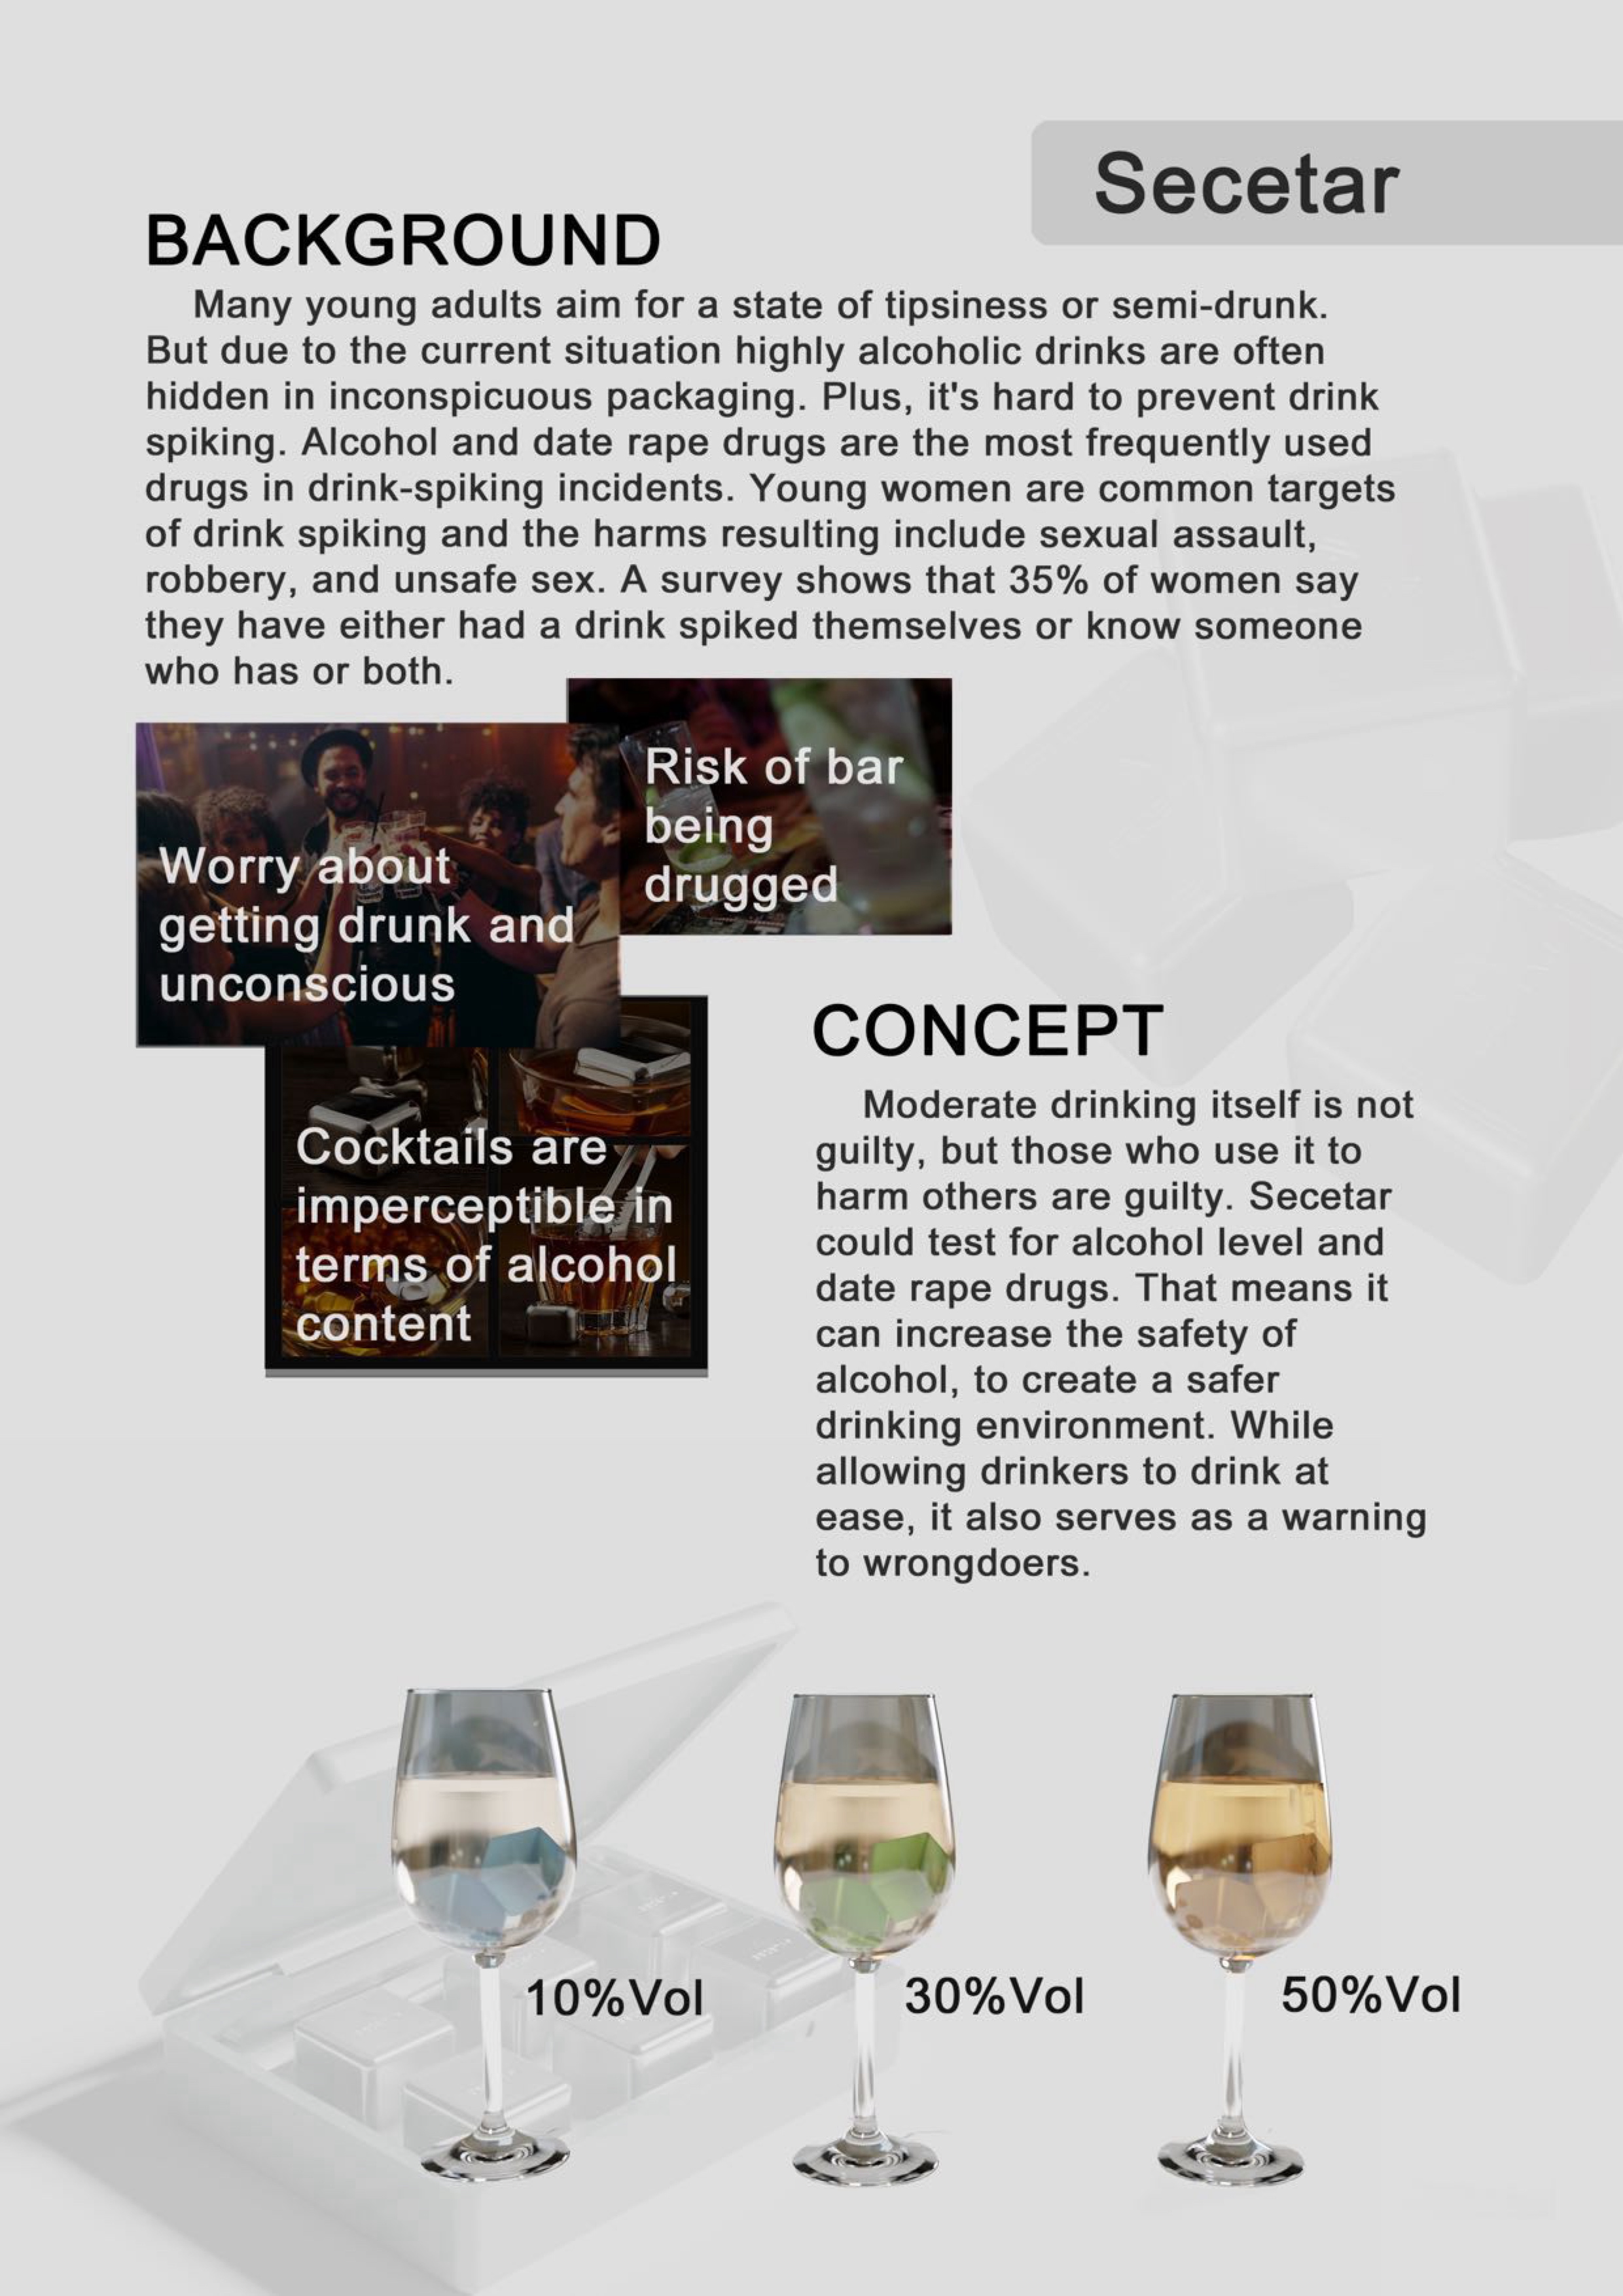 Secetar
BACKGROUND
Many young adults aim for a state of tipsiness or semi-drunk.
But due to the current situation highly alcoholic drinks are often
hidden in inconspicuous packaging. Plus, it's hard to prevent drink
spiking. Alcohol and date rape drugs are the most frequently used
drugs in drink-spiking incidents. Young women are common targets
of drink spiking and the harms resulting include sexual assault,
robbery, and unsafe sex. A survey shows that 35% of women say
they have either had a drink spiked themselves or know someone
who has or both.
Risk of bar
being
drugged
Worry about
getting drunk and
unconscious
Cocktails are
imperceptible in
terms of alcohol
content
CONCEPT
Moderate drinking itself is not
guilty, but those who use it to
harm others are guilty. Secetar
could test for alcohol level and
date rape drugs. That means it
can increase the safety of
alcohol, to create a safer
drinking environment. While
allowing drinkers to drink at
ease, it also serves as a warning
to wrongdoers.
10%Vol
30%Vol
50%Vol